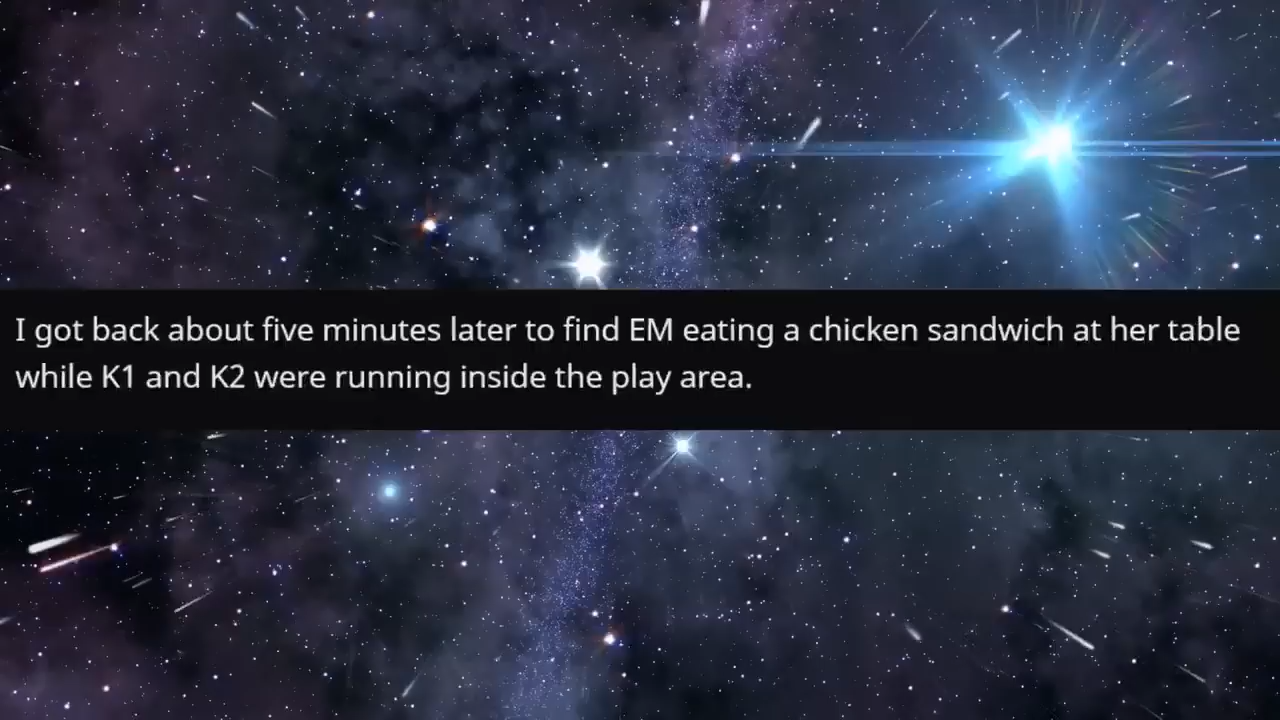 I got back about five minutes later to find EM eating a chicken sandwich at her table
while K1 and K2 were running inside the play area.